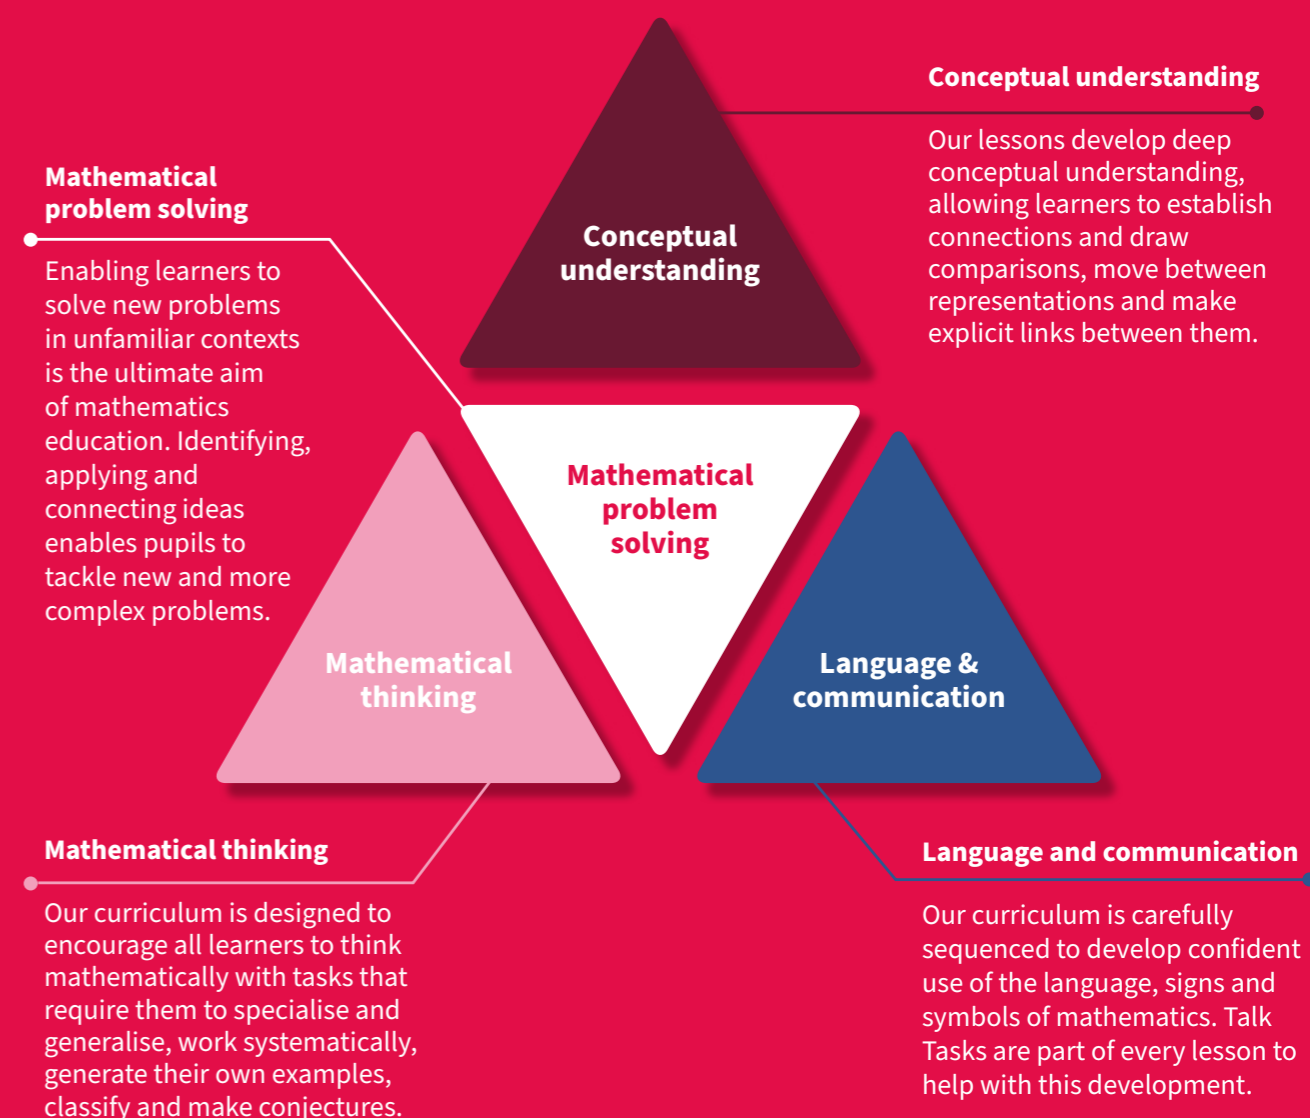 Conceptual understanding
Our lessons develop deep
conceptual understanding,
allowing learners to establish
connections and draw
comparisons, move between
representations and make
explicit links between them.
Mathematical
problem solving
Enabling learners to
solve new problems
in unfamiliar contexts
is the ultimate aim
of mathematics
education. Identifying,
applying and
connecting ideas
enables pupils to
tackle new and more
complex problems.
Conceptual
understanding
Mathematical
problem
solving
Mathematical
thinking
Language &
communication
Mathematical thinking
Our curriculum is designed to
encourage all learners to think
mathematically with tasks that
require them to specialise and
generalise, work systematically,
generate their own examples,
classify and make conjectures.
Language and communication
Our curriculum is carefully
sequenced to develop confident
use of the language, signs and
symbols of mathematics. Talk
Tasks are part of every lesson to
help with this development.